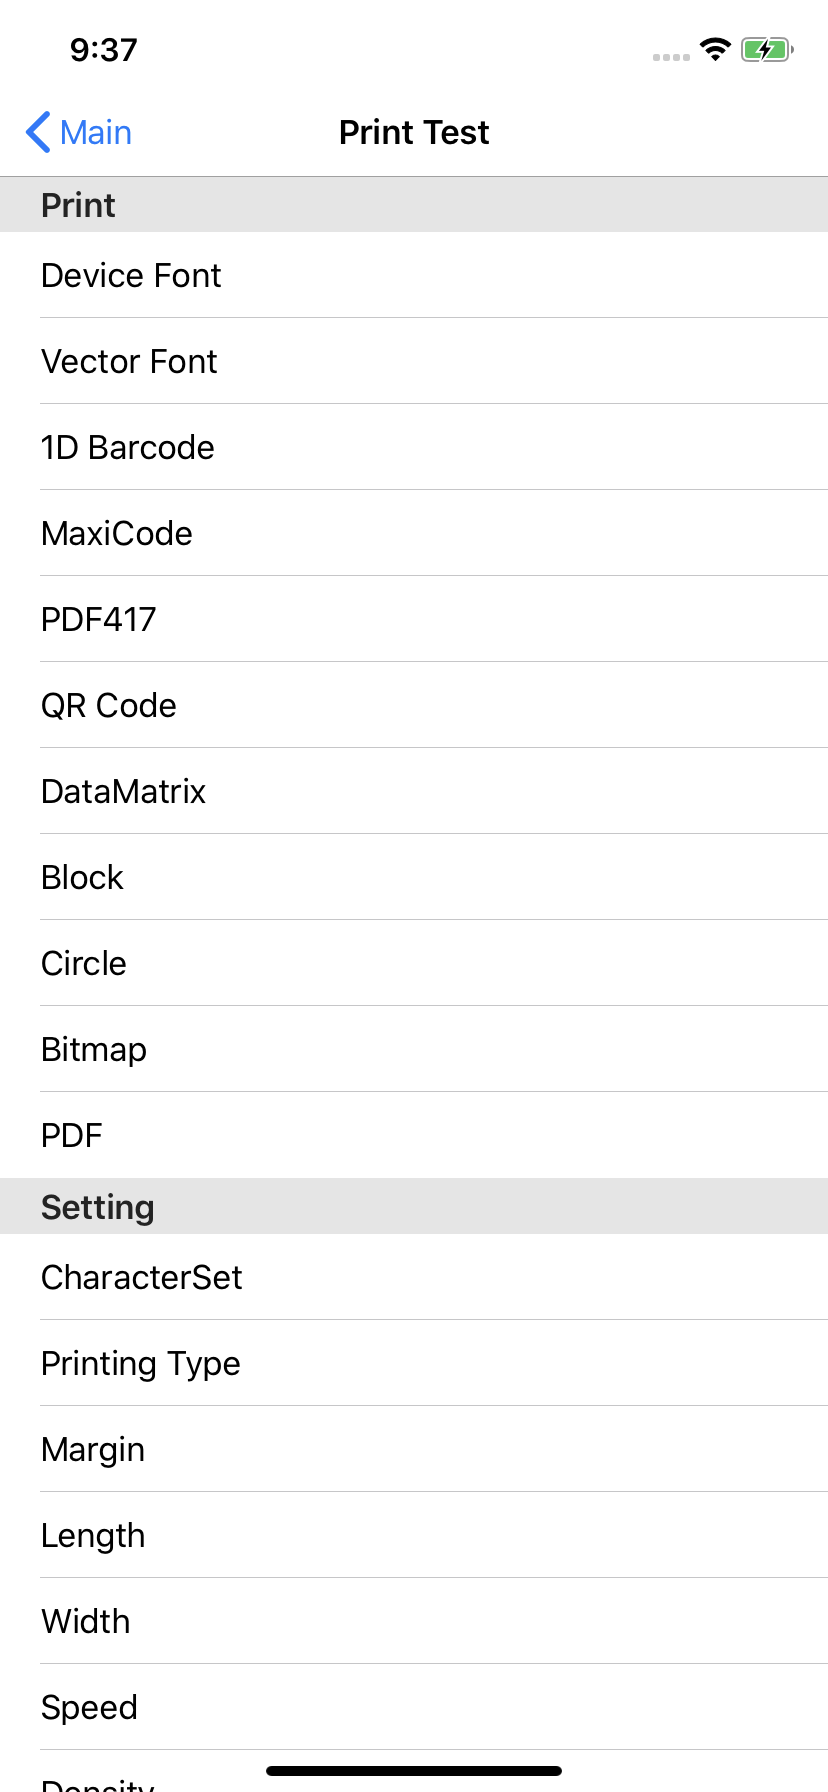 9:37
Main
Print Test
Print
Device Font
Vector Font
1D Barcode
MaxiCode
PDF417
QR Code
DataMatrix
Block
Circle
Bitmap
PDF
Setting
CharacterSet
Printing Type
Margin
Length
Width
Speed
Density